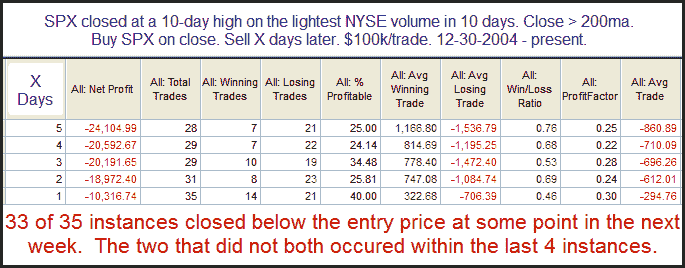 SPX closed at a 10-day high on the lightest NYSE volume in 10 days. Close > 200ma.
Buy SPX on close. Sell X days later. $100k/trade. 12-30-2004 - present.
X Days All: Net Profit All: Total Trades All: Winning Trades All: Losing Trades All: % Profitable All: Avg Winning Trade All: Avg Losing Trade All: Win/Loss Ratio All: ProfitFactor All: Avg Trade
5 -24,104.99 28 7 21 25.00 1,166.80 -1,536.79 0.76 0.25 -860.89
4 -20,592.67 29 7 22 24.14 814.69 -1,195.25 0.68 0.22 -710.09
3 -20,191.65 29 10 19 34.48 778.40 -1,472.40 0.53 0.28 -696.26
2 -18,972.40 31 8 23 25.81 747.08 -1,084.74 0.69 0.24 -612.01
1 -10,316.74 35 14 21 40.00 322.68 -706.39 0.46 0.30 -294.76
33 of 35 instances closed below the entry price at some point in the next
week. The two that did not both occured within the last 4 instances.